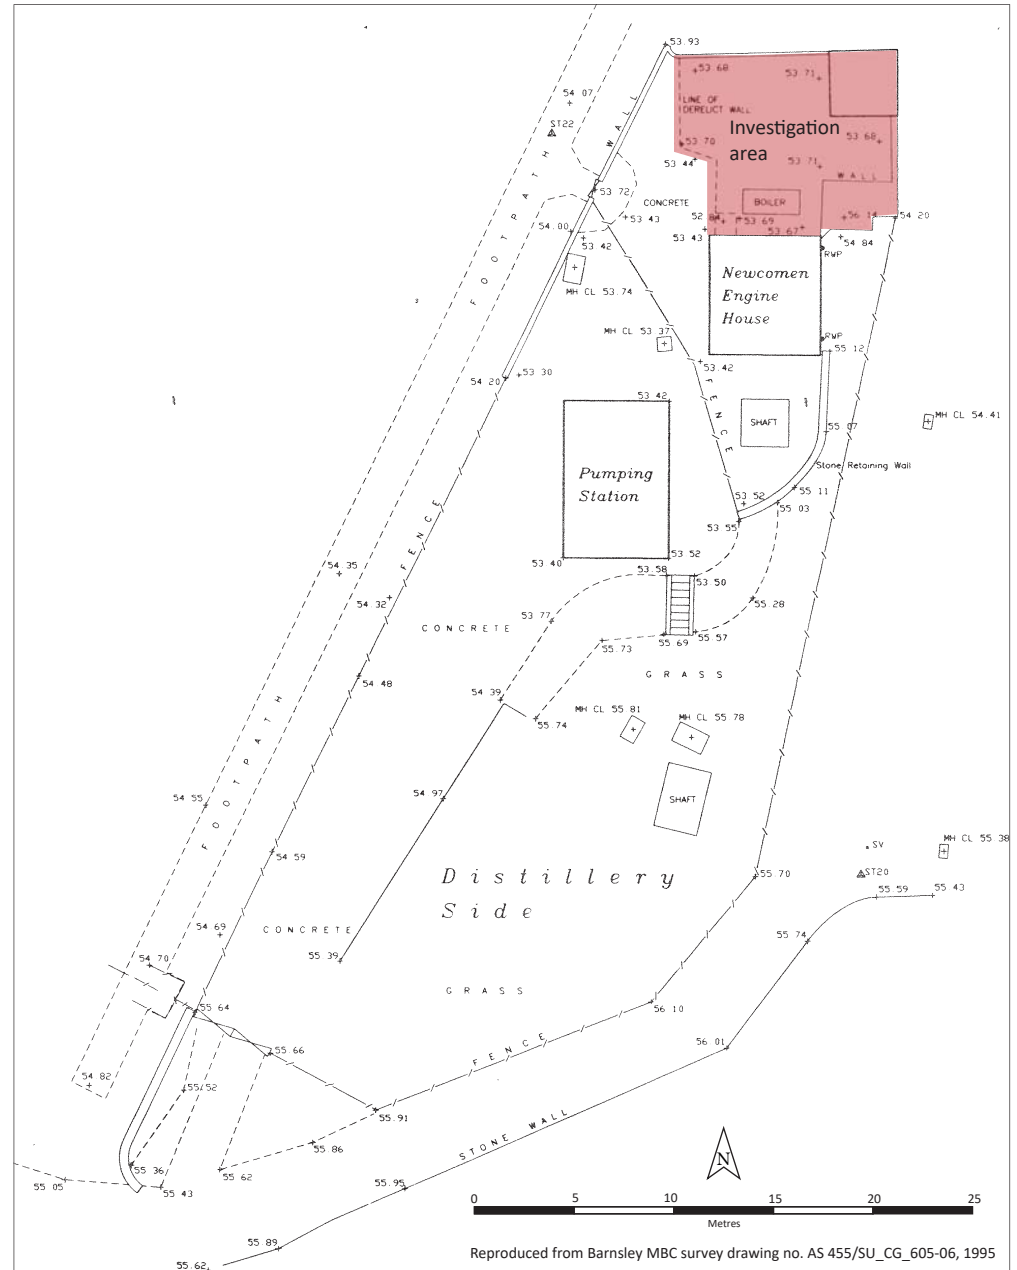 53.93
53 68
53 71
54 07
LINE OF
DERELICT WALL
ST22
WALL
Investigation
area
53 68
53 70
53 44
53 71
WALL
53 72
CONCRETE
BOILER
53 43
52 84
53 69
56 14
54 20
54.00
53 43
53 67
53 42
54 84
RWP
FOOTPATH
MH CL 53.74
Newcomen
Engine
House
MH CL 53 37
RWP
55 12
54 20
53 30
53.42
53 42
FENCE
SHAFT
MH CL 54.41
55 07
Stone Retaining Wall
Pumping
Station
55 11
53 52
55 03
53 55
FENCE
53 40
53 52
54 35
53.58
53.50
54 32
55.28
53 77
CONCRETE
55 69
55.57
55.73
GRASS
54 48
54 39
MH CL 55 81
MH CL 55.78
55.74
FOOTPATH
54 97
54 55
SHAFT
SV
MH CL 55 38
54 59
Distillery
Side
55.70
ST20
55.59
55 43
CONCRETE
54 69
55 74
54 70
55 39
GRASS
55 64
56 10
56 01
55.66
FENCE
54 82
55/52
55.91
STONE WALL
55.86
55 36
55 62
55 05
55 43
55.95
N
0 5 10 15 20 25
Metres
55.89
55.62
Reproduced from Barnsley MBC survey drawing no. AS 455/SU_CG_605-06, 1995